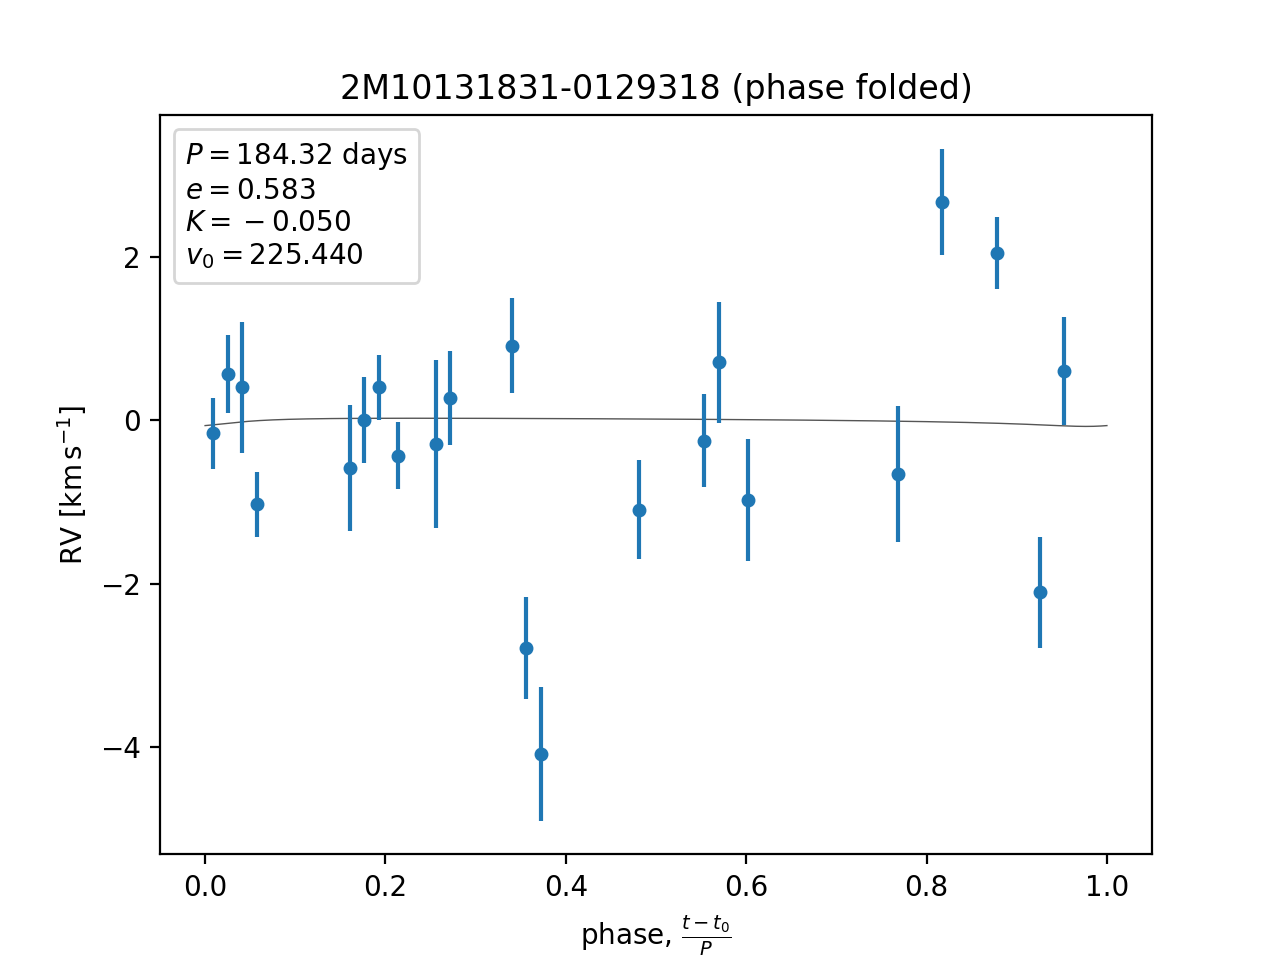 2M10131831-0129318 (phase folded)
P = 184.32 days
e = 0.583
K = −0.050
v₀ = 225.440
2
0
−2
−4
RV [km s⁻¹]
0.0 0.2 0.4 0.6 0.8 1.0
phase, (t − t₀)/P